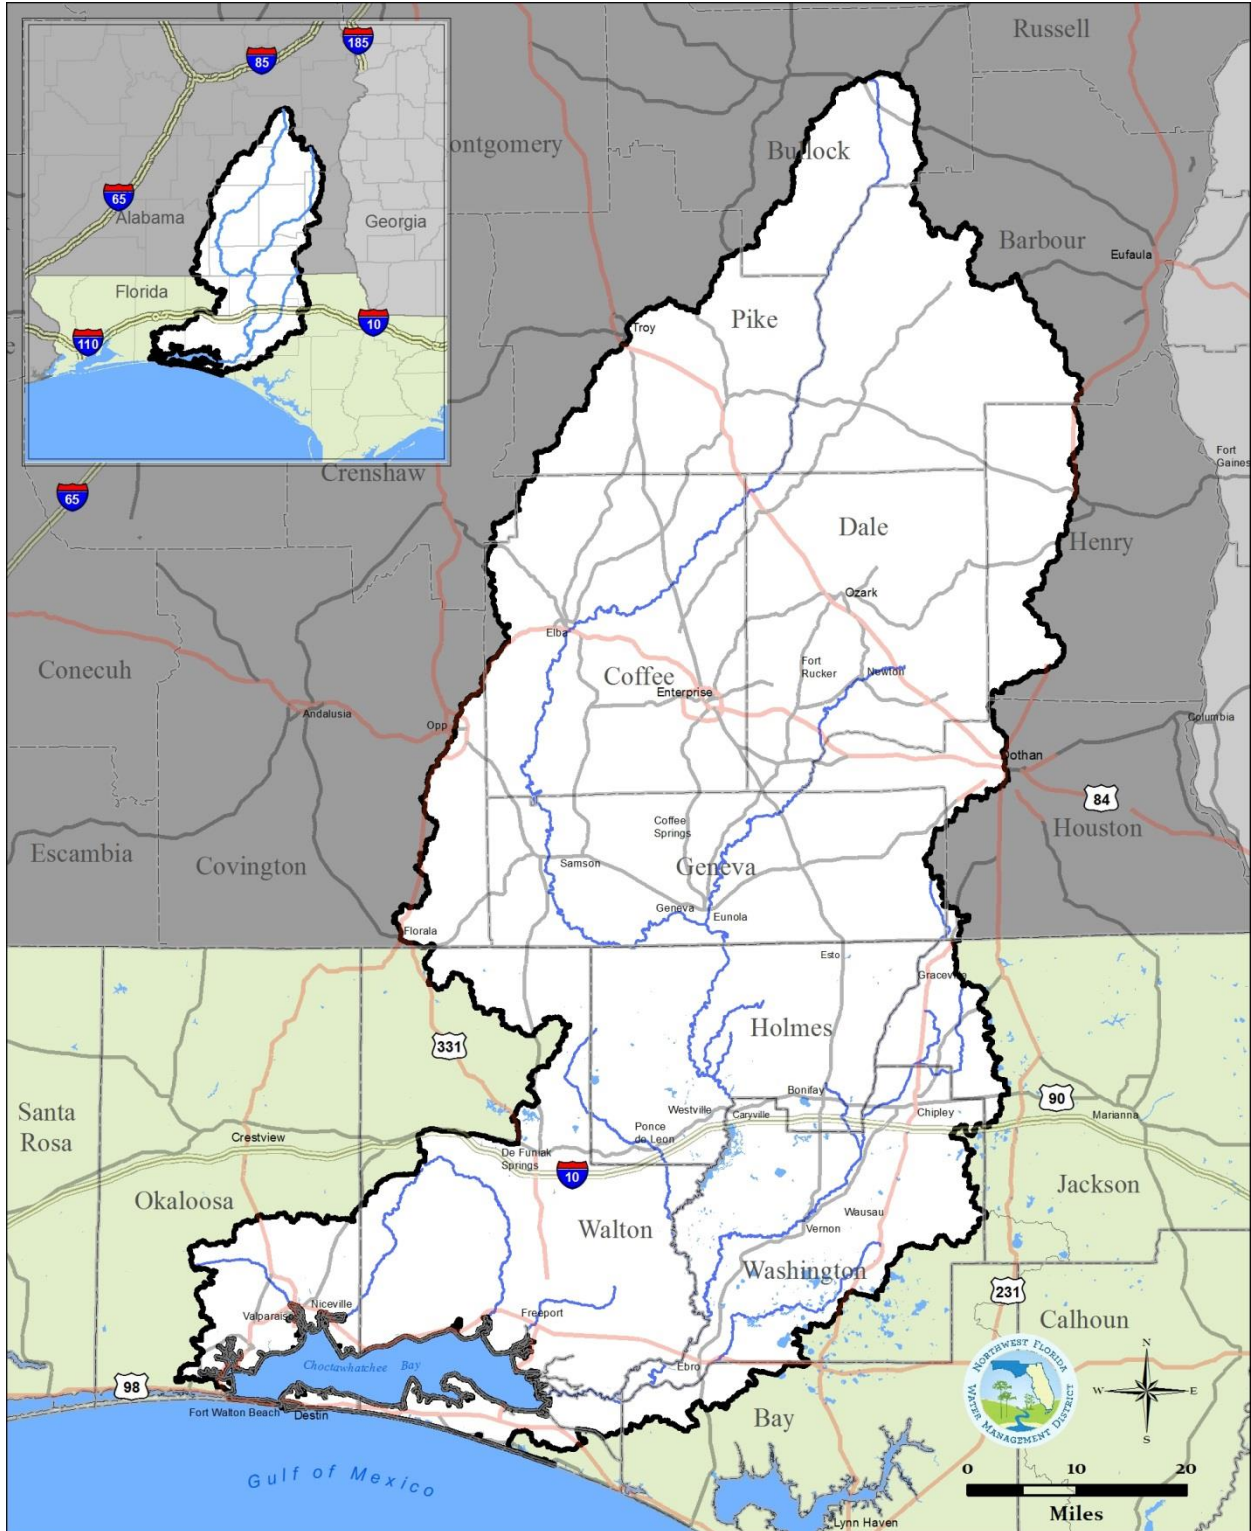 185
85
65
Alabama
Georgia
Florida
10
110
Russell
ontgomery
Bullock
Barbour
Eufaula
Pike
Troy
Crenshaw
65
Fort
Gaines
Dale
Henry
Ozark
Elba
Conecuh
Coffee
Fort
Rucker
Newton
Enterprise
Andalusia
Opp
Columbia
Dothan
84
Houston
Escambia
Covington
Coffee
Springs
Samson
Geneva
Geneva
Eunola
Florala
Esto
Graceville
Holmes
331
Bonifay
90
Santa
Rosa
Westville
Caryville
Chipley
Marianna
Crestview
Ponce
de Leon
De Funiak
Springs
10
Okaloosa
Jackson
Walton
Wausau
Vernon
Washington
231
Niceville
Valparaiso
Freeport
Calhoun
Choctawhatchee Bay
Ebro
98
Fort Walton Beach
Destin
Bay
NORTHWEST FLORIDA
WATER MANAGEMENT DISTRICT
N
W
E
S
Gulf of Mexico
0
10
20
Miles
Lynn Haven